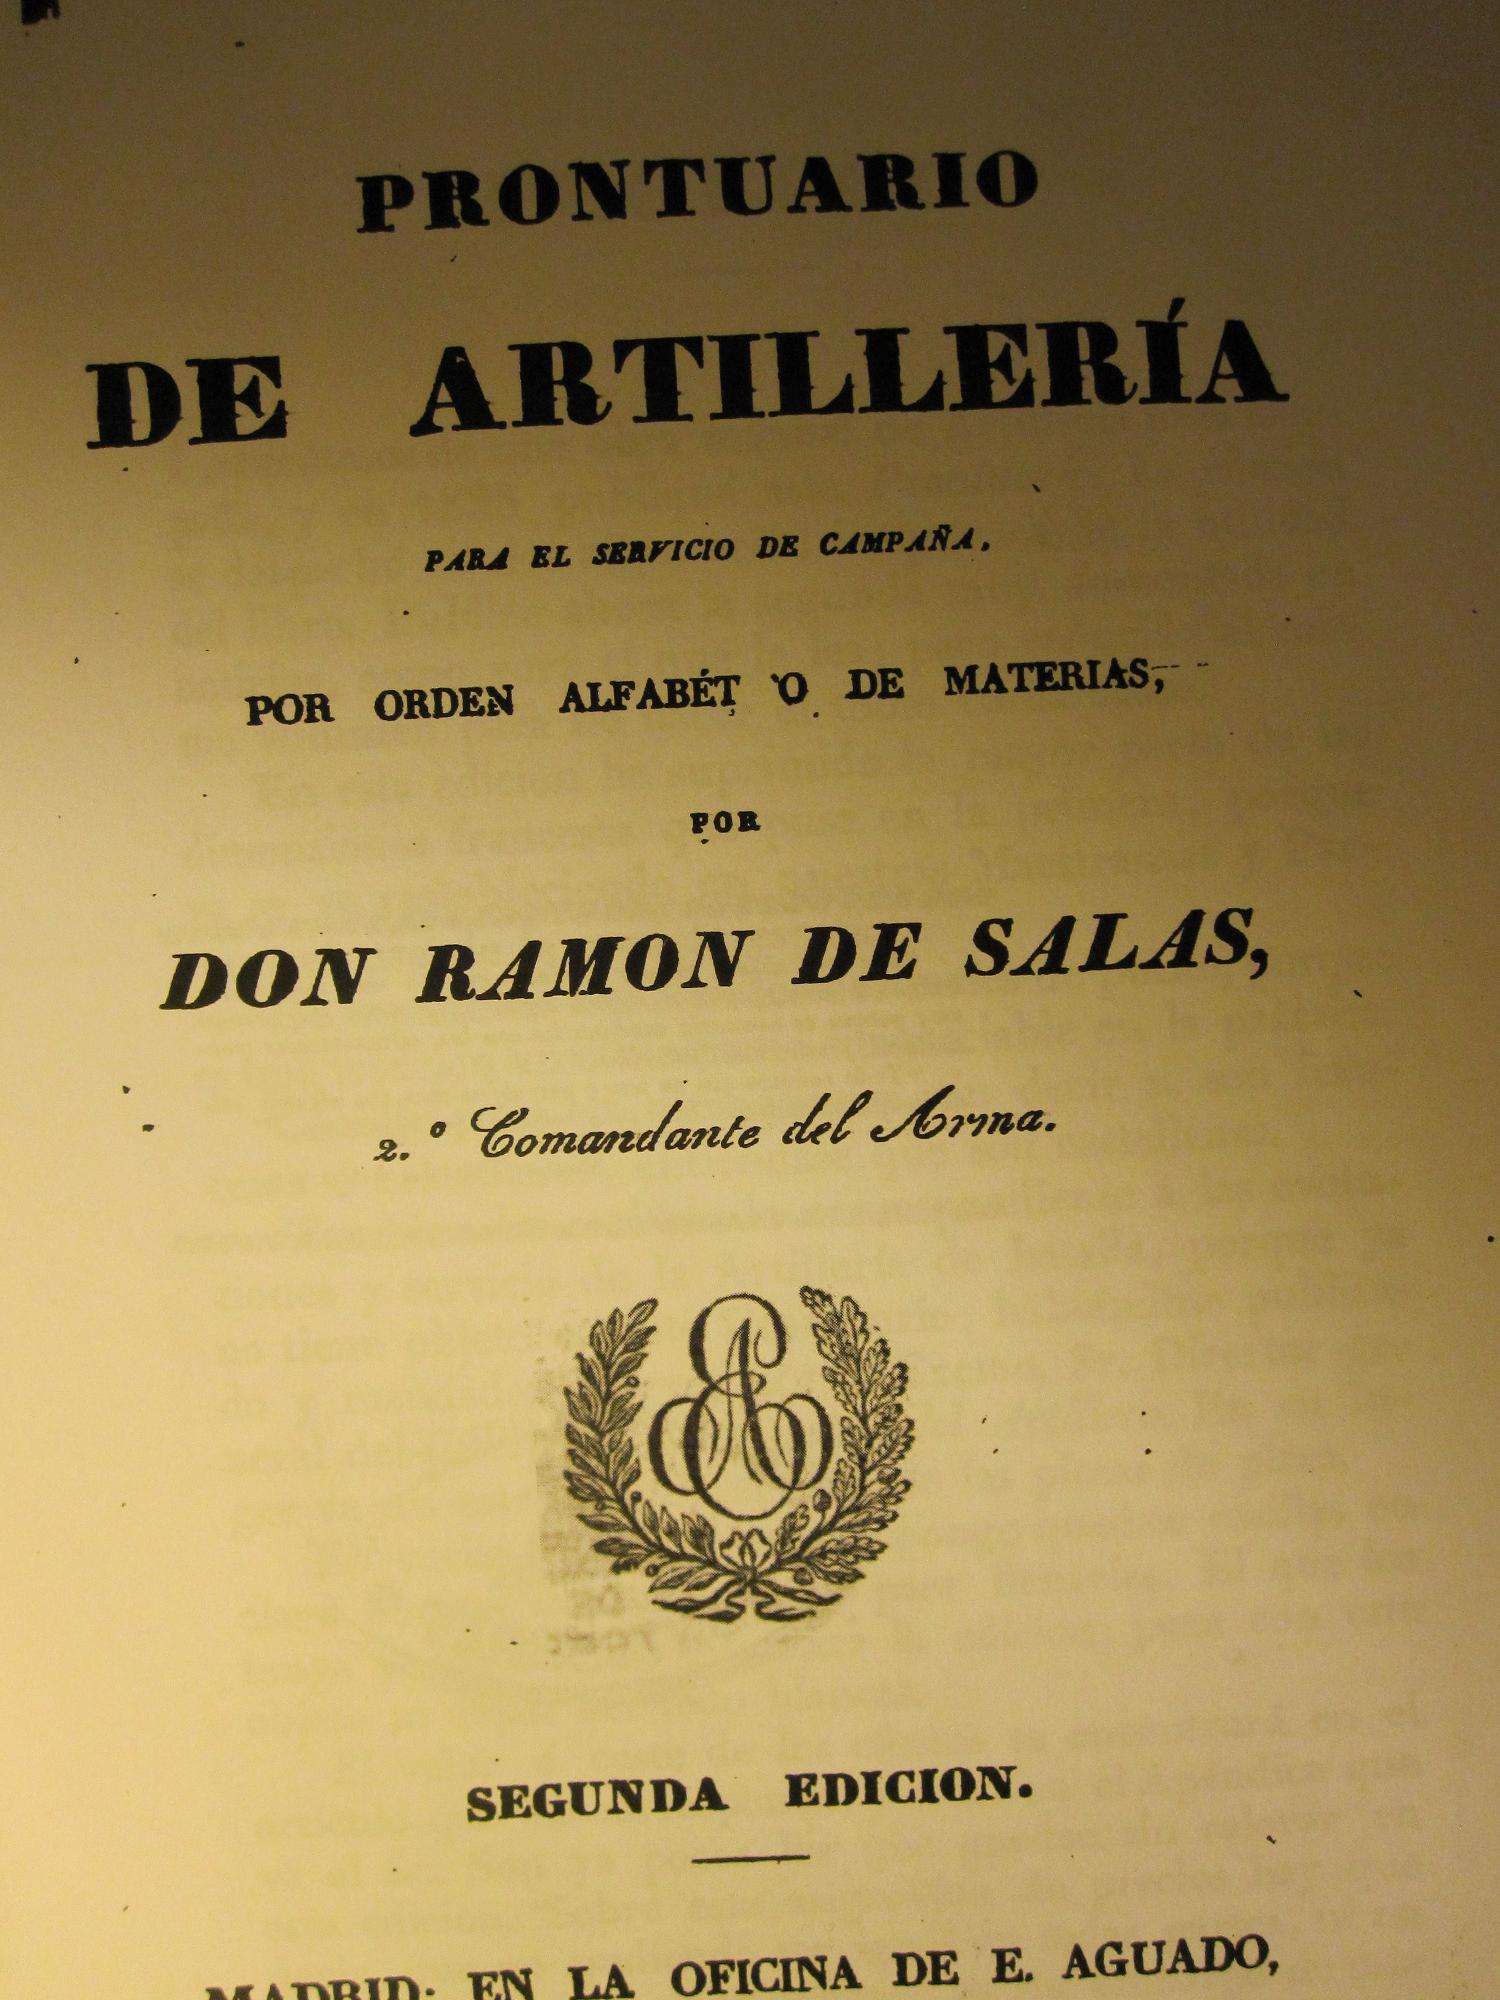 PRONTUARIO
DE ARTILLERÍA
PARA EL SERVICIO DE CAMPAÑA,
POR ORDEN ALFABÉT O DE MATERIAS,
POR
DON RAMON DE SALAS,
2.º Comandante del Arma.
SEGUNDA EDICION.
MADRID: EN LA OFICINA DE E. AGUADO,